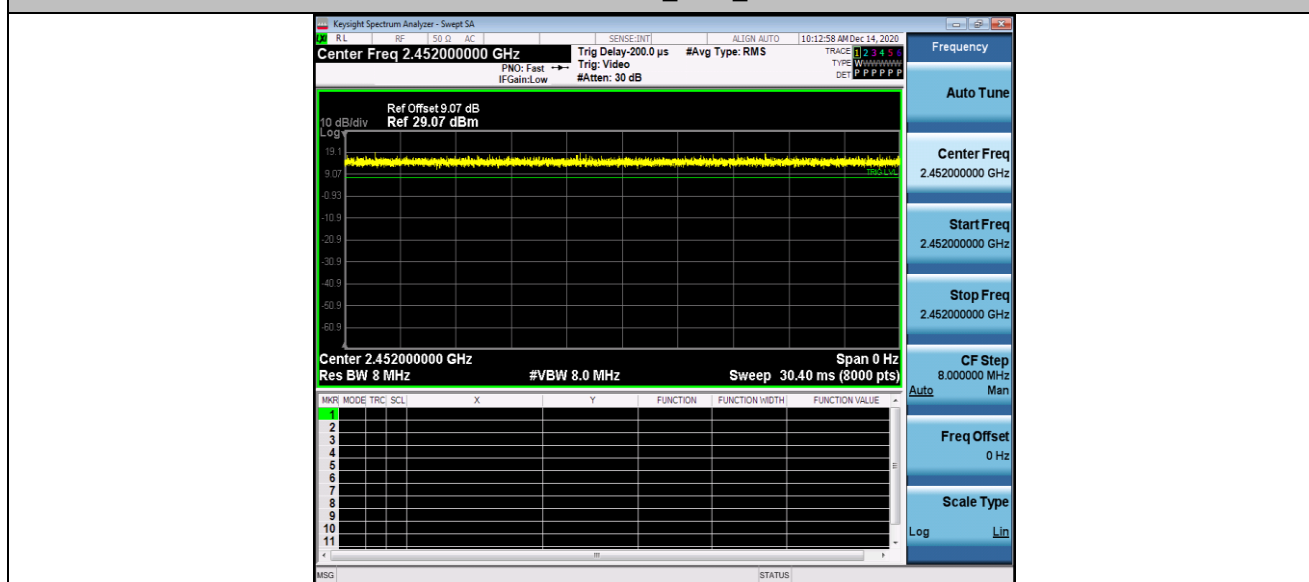 Keysight Spectrum Analyzer - Swept SA
RL RF 50 Ω AC SENSE:INT ALIGN AUTO 10:12:58 AM Dec 14, 2020
Center Freq 2.452000000 GHz
PNO: Fast
IFGain:Low
Trig Delay-200.0 µs
Trig: Video
#Atten: 30 dB
#Avg Type: RMS
TRACE 1 2 3 4 5 6
TYPE WWWWWW
DET P P P P P P
Ref Offset 9.07 dB
10 dB/div Ref 29.07 dBm
Log
19.1
9.07
TRIG LVL
-0.93
-10.9
-20.9
-30.9
-40.9
-50.9
-60.9
Center 2.452000000 GHz Span 0 Hz
Res BW 8 MHz #VBW 8.0 MHz Sweep 30.40 ms (8000 pts)
MKR MODE TRC SCL X Y FUNCTION FUNCTION WIDTH FUNCTION VALUE
1
2
3
4
5
6
7
8
9
10
11
MSG STATUS
Frequency
Auto Tune
Center Freq
2.452000000 GHz
Start Freq
2.452000000 GHz
Stop Freq
2.452000000 GHz
CF Step
8.000000 MHz
Auto Man
Freq Offset
0 Hz
Scale Type
Log Lin